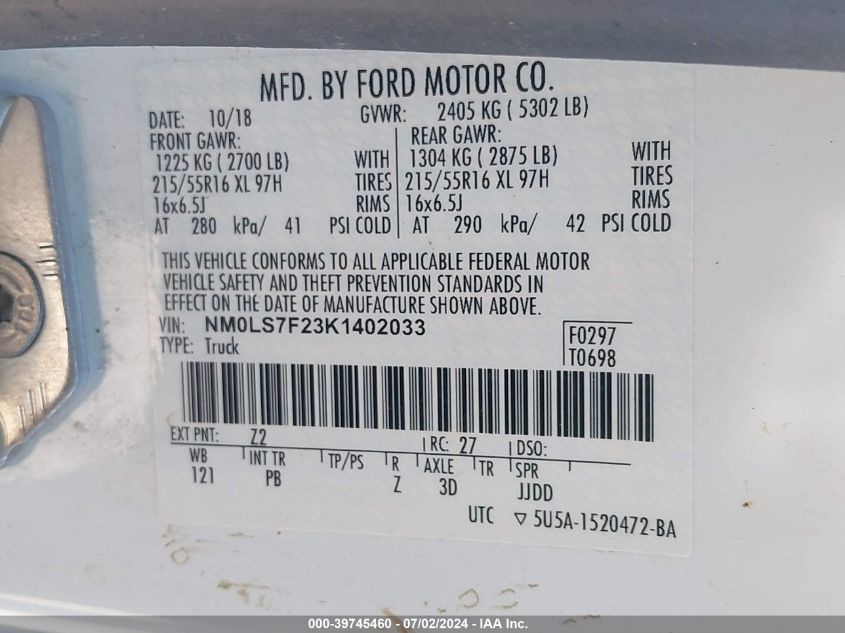 MFD. BY FORD MOTOR CO.
DATE: 10/18 GVWR: 2405 KG ( 5302 LB)
FRONT GAWR: REAR GAWR:
1225 KG ( 2700 LB) WITH 1304 KG ( 2875 LB) WITH
215/55R16 XL 97H TIRES 215/55R16 XL 97H TIRES
16x6.5J RIMS 16x6.5J RIMS
AT 280 kPa/ 41 PSI COLD AT 290 kPa/ 42 PSI COLD
THIS VEHICLE CONFORMS TO ALL APPLICABLE FEDERAL MOTOR
VEHICLE SAFETY AND THEFT PREVENTION STANDARDS IN
EFFECT ON THE DATE OF MANUFACTURE SHOWN ABOVE.
VIN: NM0LS7F23K1402033
TYPE: Truck
F0297
T0698
EXT PNT: Z2 RC: 27 DSO:
WB INT TR TP/PS R AXLE TR SPR
121 PB Z 3D JJDD
UTC ▽ 5U5A-1520472-BA
000-39745460 - 07/02/2024 - IAA Inc.